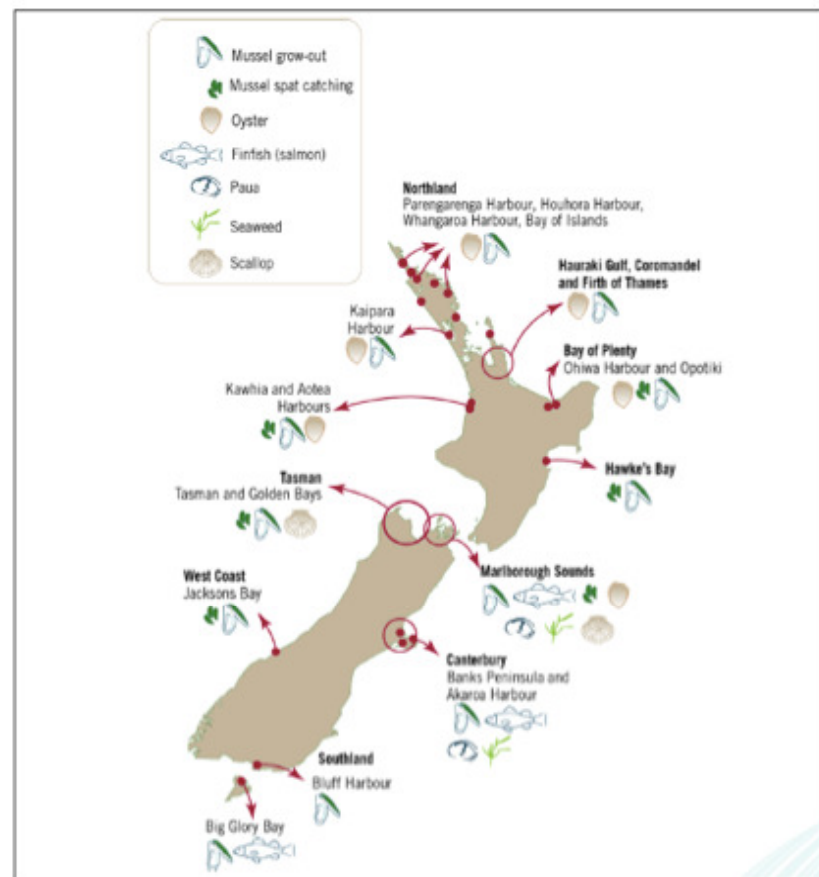 Mussel grow-out
Mussel spat catching
Oyster
Finfish (salmon)
Paua
Seaweed
Scallop
Northland
Parengarenga Harbour, Houhora Harbour,
Whangaroa Harbour, Bay of Islands
Hauraki Gulf, Coromandel
and Firth of Thames
Kaipara
Harbour
Bay of Plenty
Ohiwa Harbour and Opotiki
Kawhia and Aotea
Harbours
Hawke's Bay
Tasman
Tasman and Golden Bays
Marlborough Sounds
West Coast
Jacksons Bay
Canterbury
Banks Peninsula and
Akaroa Harbour
Southland
Bluff Harbour
Big Glory Bay